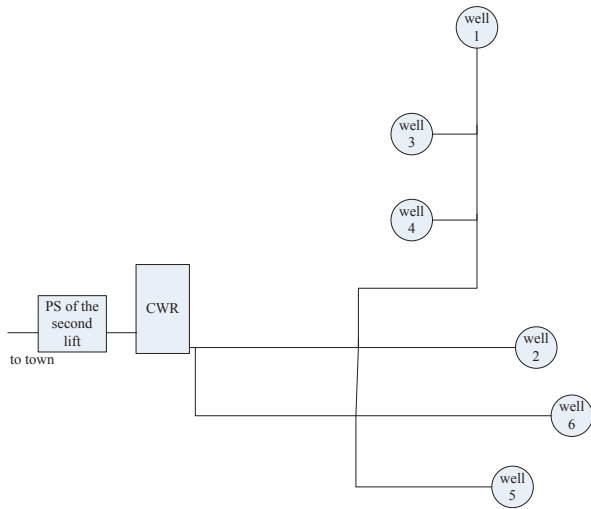 well
1
well
3
well
4
PS of the
second
lift
CWR
to town
well
2
well
6
well
5